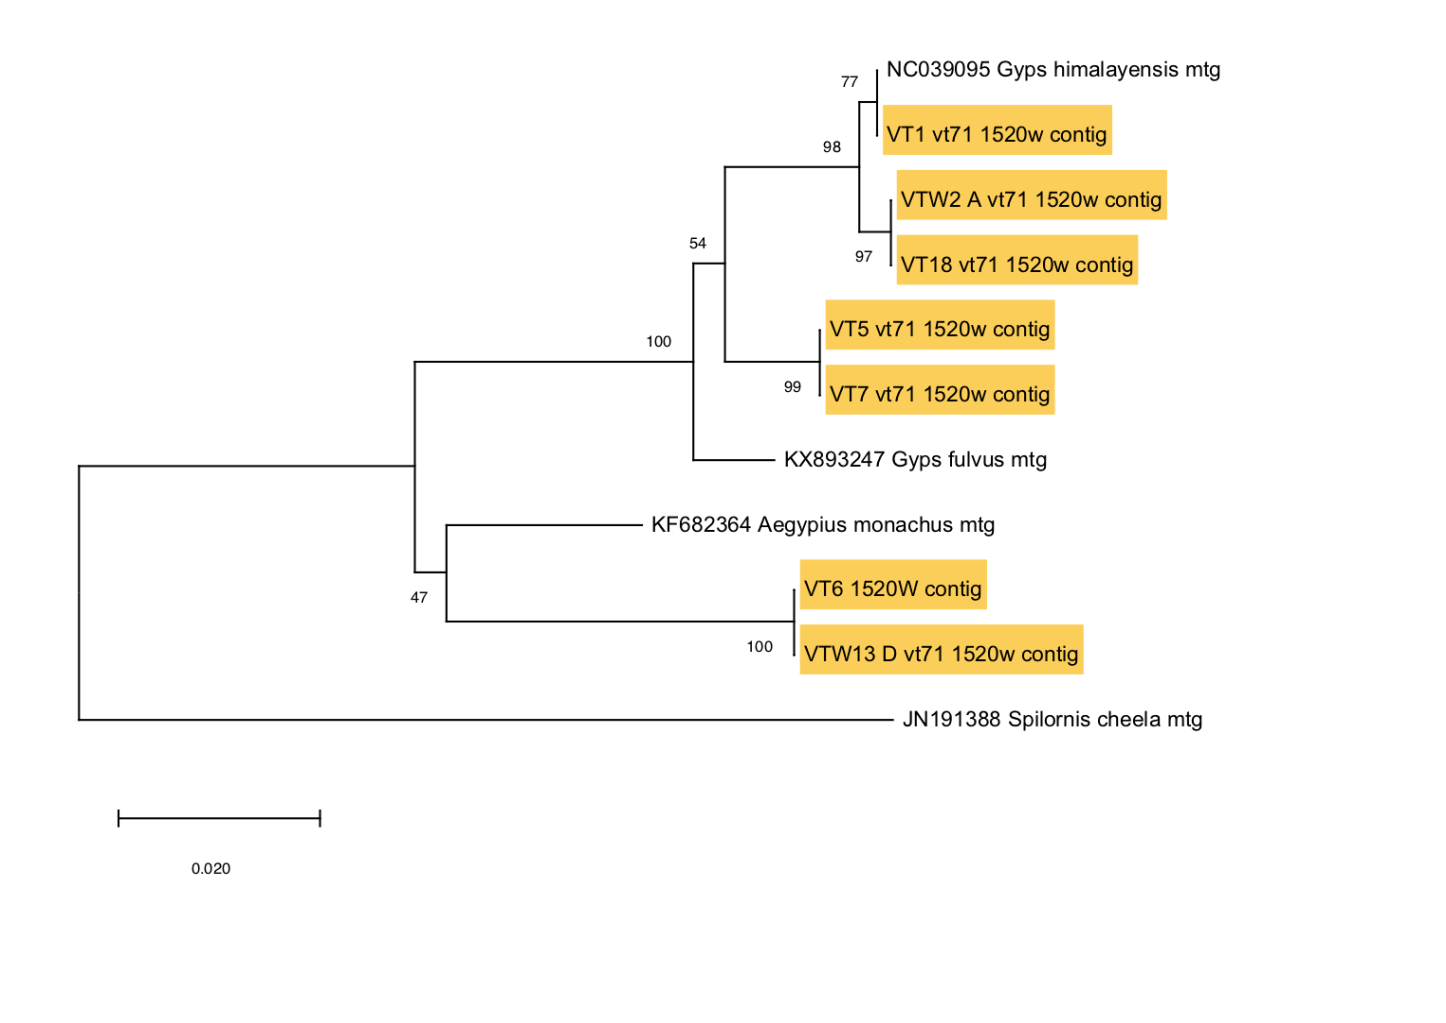 NC039095 Gyps himalayensis mtg
77
VT1 vt71 1520w contig
98
VTW2 A vt71 1520w contig
97
VT18 vt71 1520w contig
54
VT5 vt71 1520w contig
100
99
VT7 vt71 1520w contig
KX893247 Gyps fulvus mtg
KF682364 Aegypius monachus mtg
47
VT6 1520W contig
100
VTW13 D vt71 1520w contig
JN191388 Spilornis cheela mtg
0.020